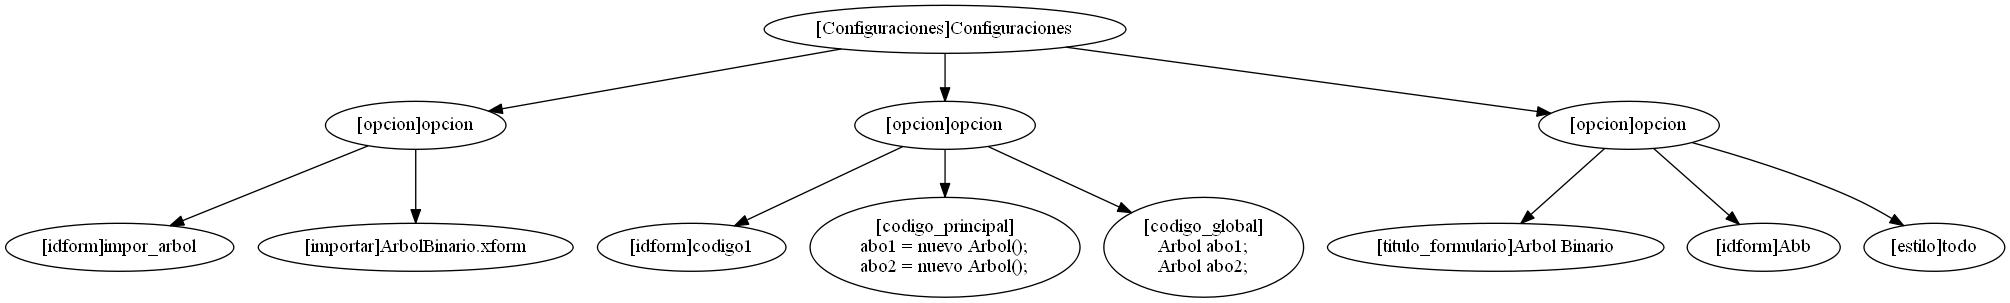 [Configuraciones]Configuraciones
[opcion]opcion
[opcion]opcion
[opcion]opcion
[idform]impor_arbol
[importar]ArbolBinario.xform
[idform]codigo1
[codigo_principal]
abo1 = nuevo Arbol();
abo2 = nuevo Arbol();
[codigo_global]
Arbol abo1;
Arbol abo2;
[titulo_formulario]Arbol Binario
[idform]Abb
[estilo]todo